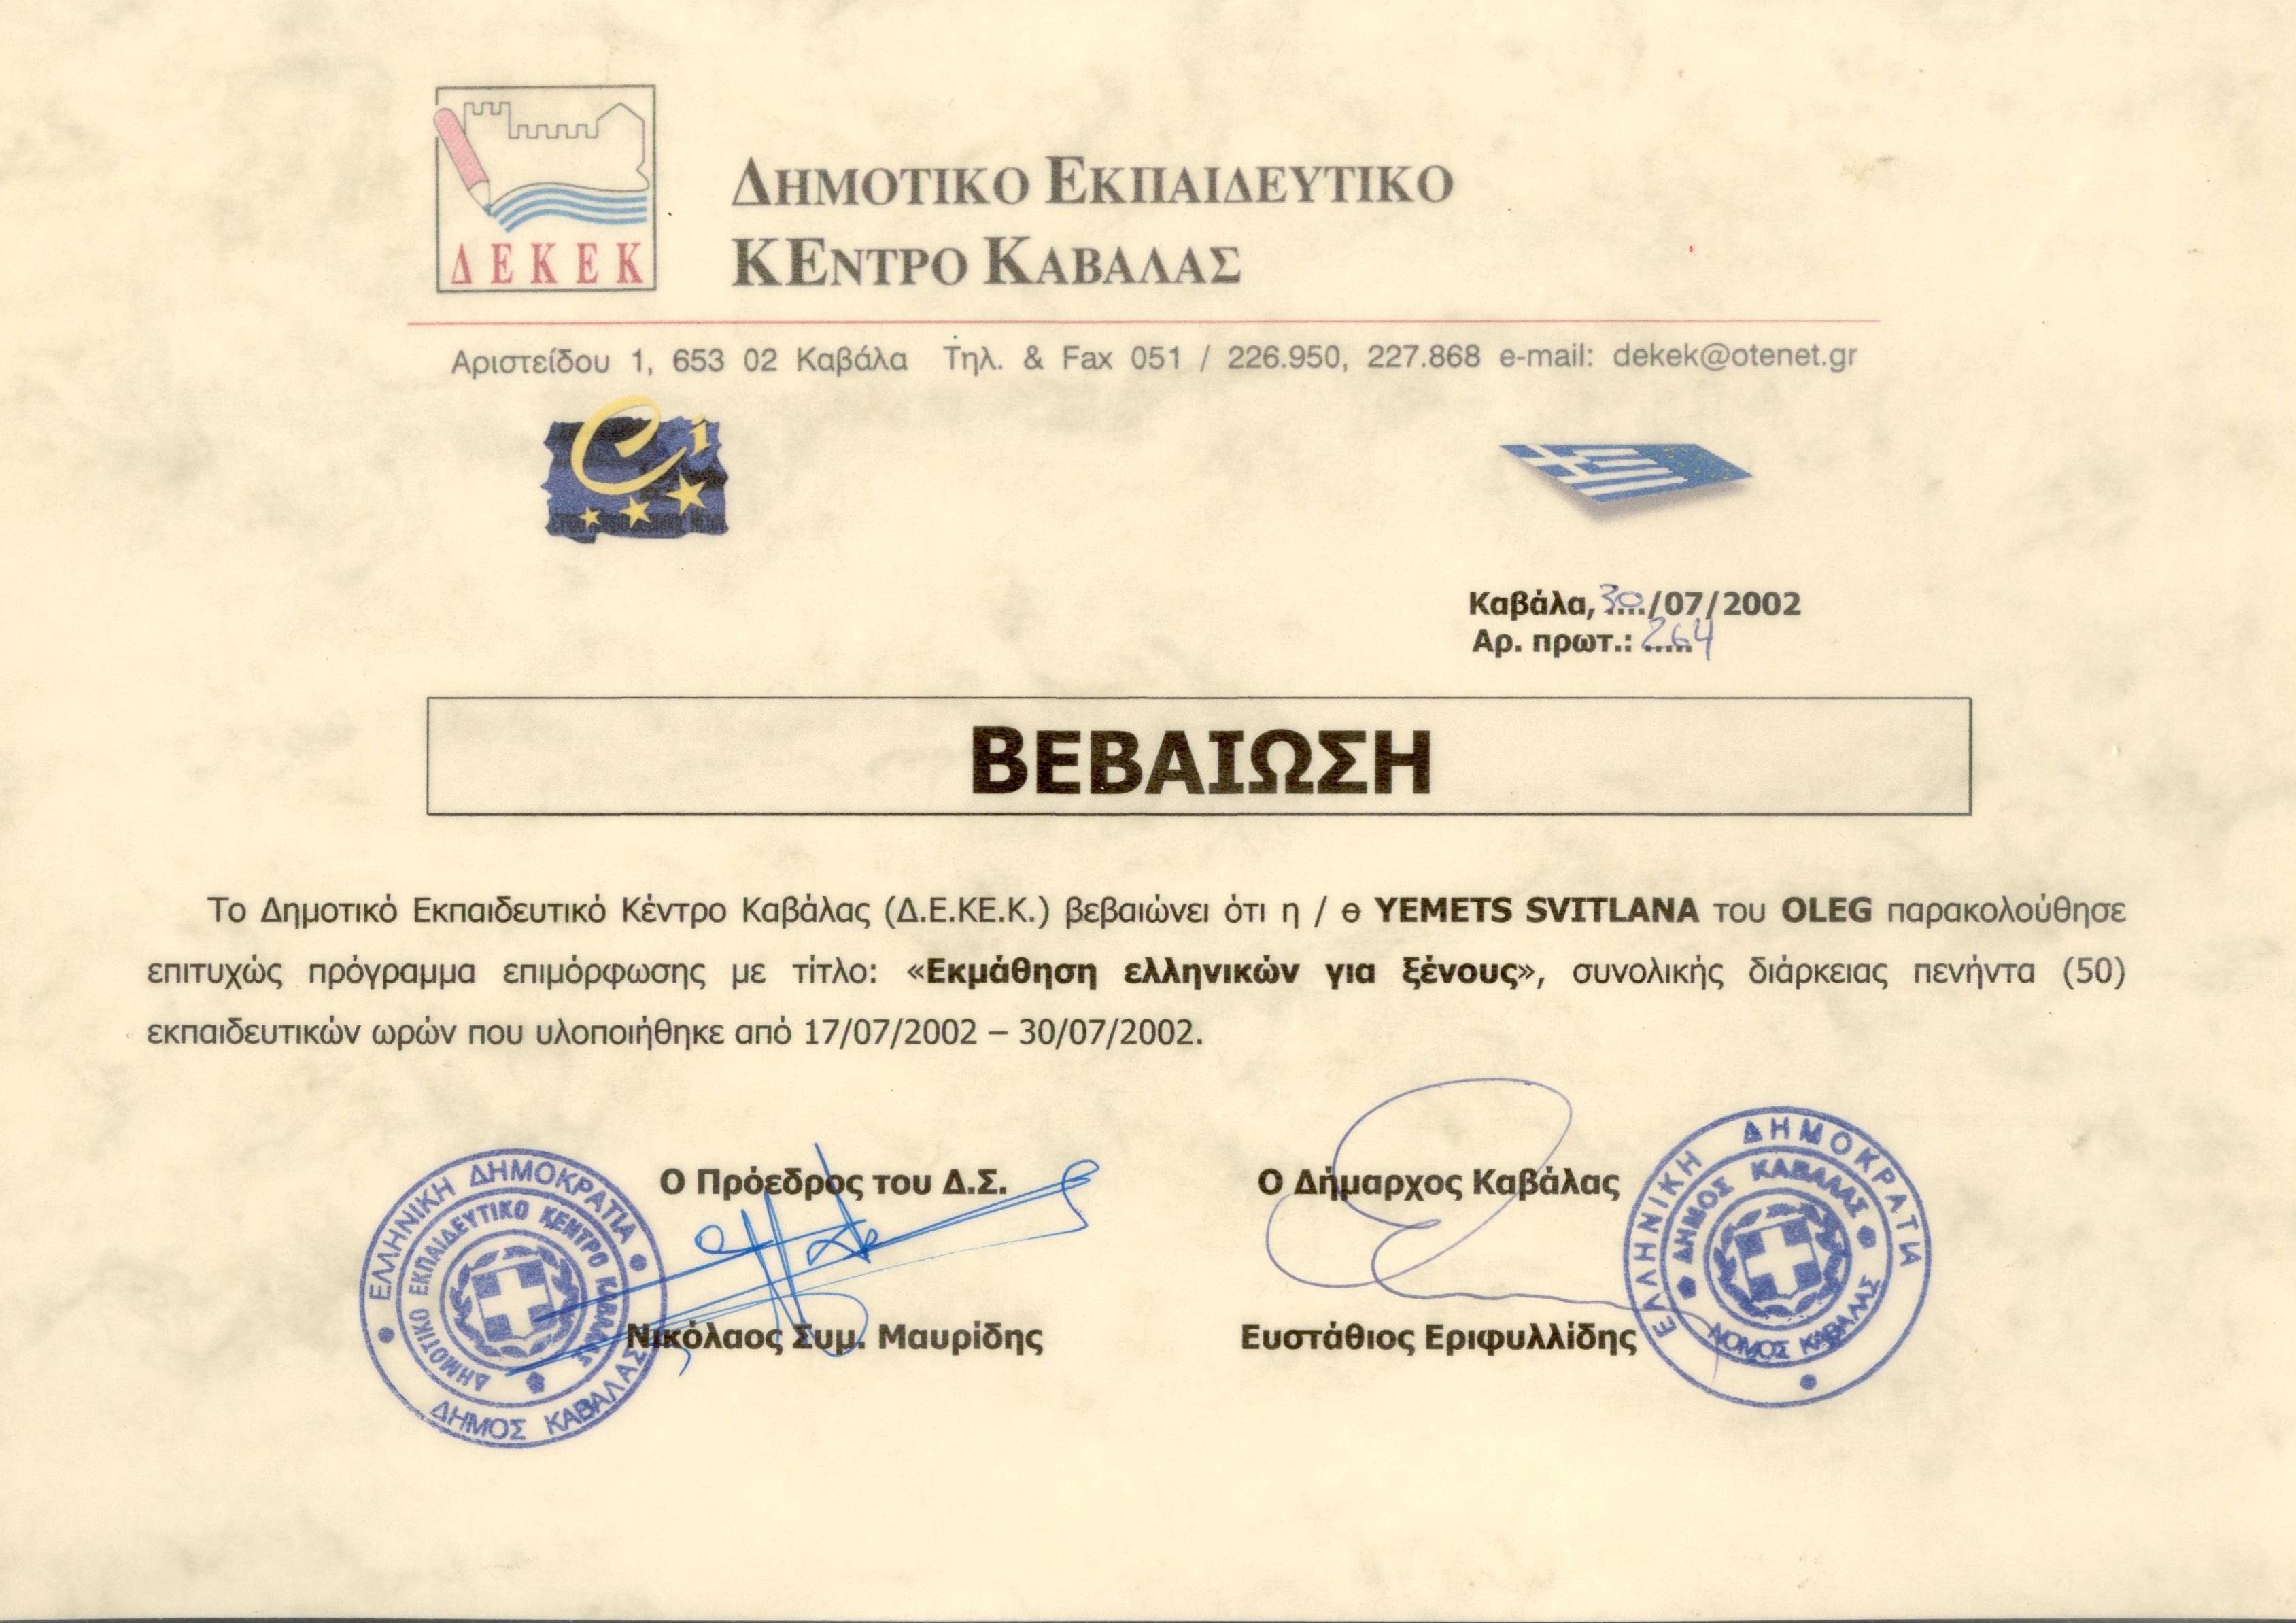 ΔΕΚΕΚ
ΔΗΜΟΤΙΚΟ ΕΚΠΑΙΔΕΥΤΙΚΟ
ΚΕΝΤΡΟ ΚΑΒΑΛΑΣ
Αριστείδου 1, 653 02 Καβάλα Τηλ. & Fax 051 / 226.950, 227.868 e-mail: dekek@otenet.gr
ei
Καβάλα, 30/07/2002
Αρ. πρωτ.: 264
ΒΕΒΑΙΩΣΗ
Το Δημοτικό Εκπαιδευτικό Κέντρο Καβάλας (Δ.Ε.ΚΕ.Κ.) βεβαιώνει ότι η / ο YEMETS SVITLANA του OLEG παρακολούθησε
επιτυχώς πρόγραμμα επιμόρφωσης με τίτλο: «Εκμάθηση ελληνικών για ξένους», συνολικής διάρκειας πενήντα (50)
εκπαιδευτικών ωρών που υλοποιήθηκε από 17/07/2002 – 30/07/2002.
Ο Πρόεδρος του Δ.Σ.
Νικόλαος Συμ. Μαυρίδης
Ο Δήμαρχος Καβάλας
Ευστάθιος Εριφυλλίδης
ΕΛΛΗΝΙΚΗ ΔΗΜΟΚΡΑΤΙΑ
ΔΗΜΟΤΙΚΟ ΕΚΠΑΙΔΕΥΤΙΚΟ ΚΕΝΤΡΟ ΚΑΒΑΛΑΣ
ΔΗΜΟΣ ΚΑΒΑΛΑΣ
ΕΛΛΗΝΙΚΗ ΔΗΜΟΚΡΑΤΙΑ
ΔΗΜΟΣ ΚΑΒΑΛΑΣ
ΝΟΜΟΣ ΚΑΒΑΛΑΣ